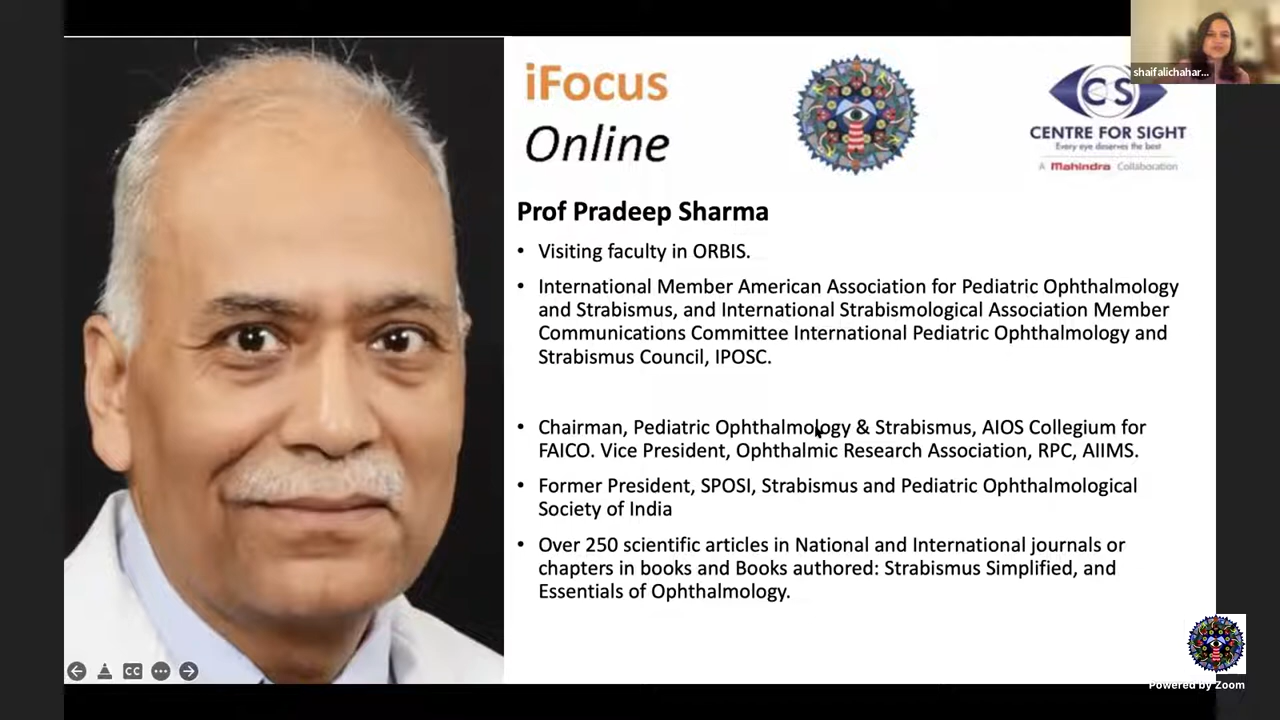 shaifalichahar...
iFocus
Online
CS
CENTRE FOR SIGHT
Every eye deserves the best
A Mahindra Collaboration
Prof Pradeep Sharma
• Visiting faculty in ORBIS.
• International Member American Association for Pediatric Ophthalmology
and Strabismus, and International Strabismological Association Member
Communications Committee International Pediatric Ophthalmology and
Strabismus Council, IPOSC.
• Chairman, Pediatric Ophthalmology & Strabismus, AIOS Collegium for
FAICO. Vice President, Ophthalmic Research Association, RPC, AIIMS.
• Former President, SPOSI, Strabismus and Pediatric Ophthalmological
Society of India
• Over 250 scientific articles in National and International journals or
chapters in books and Books authored: Strabismus Simplified, and
Essentials of Ophthalmology.
CC
Powered by Zoom